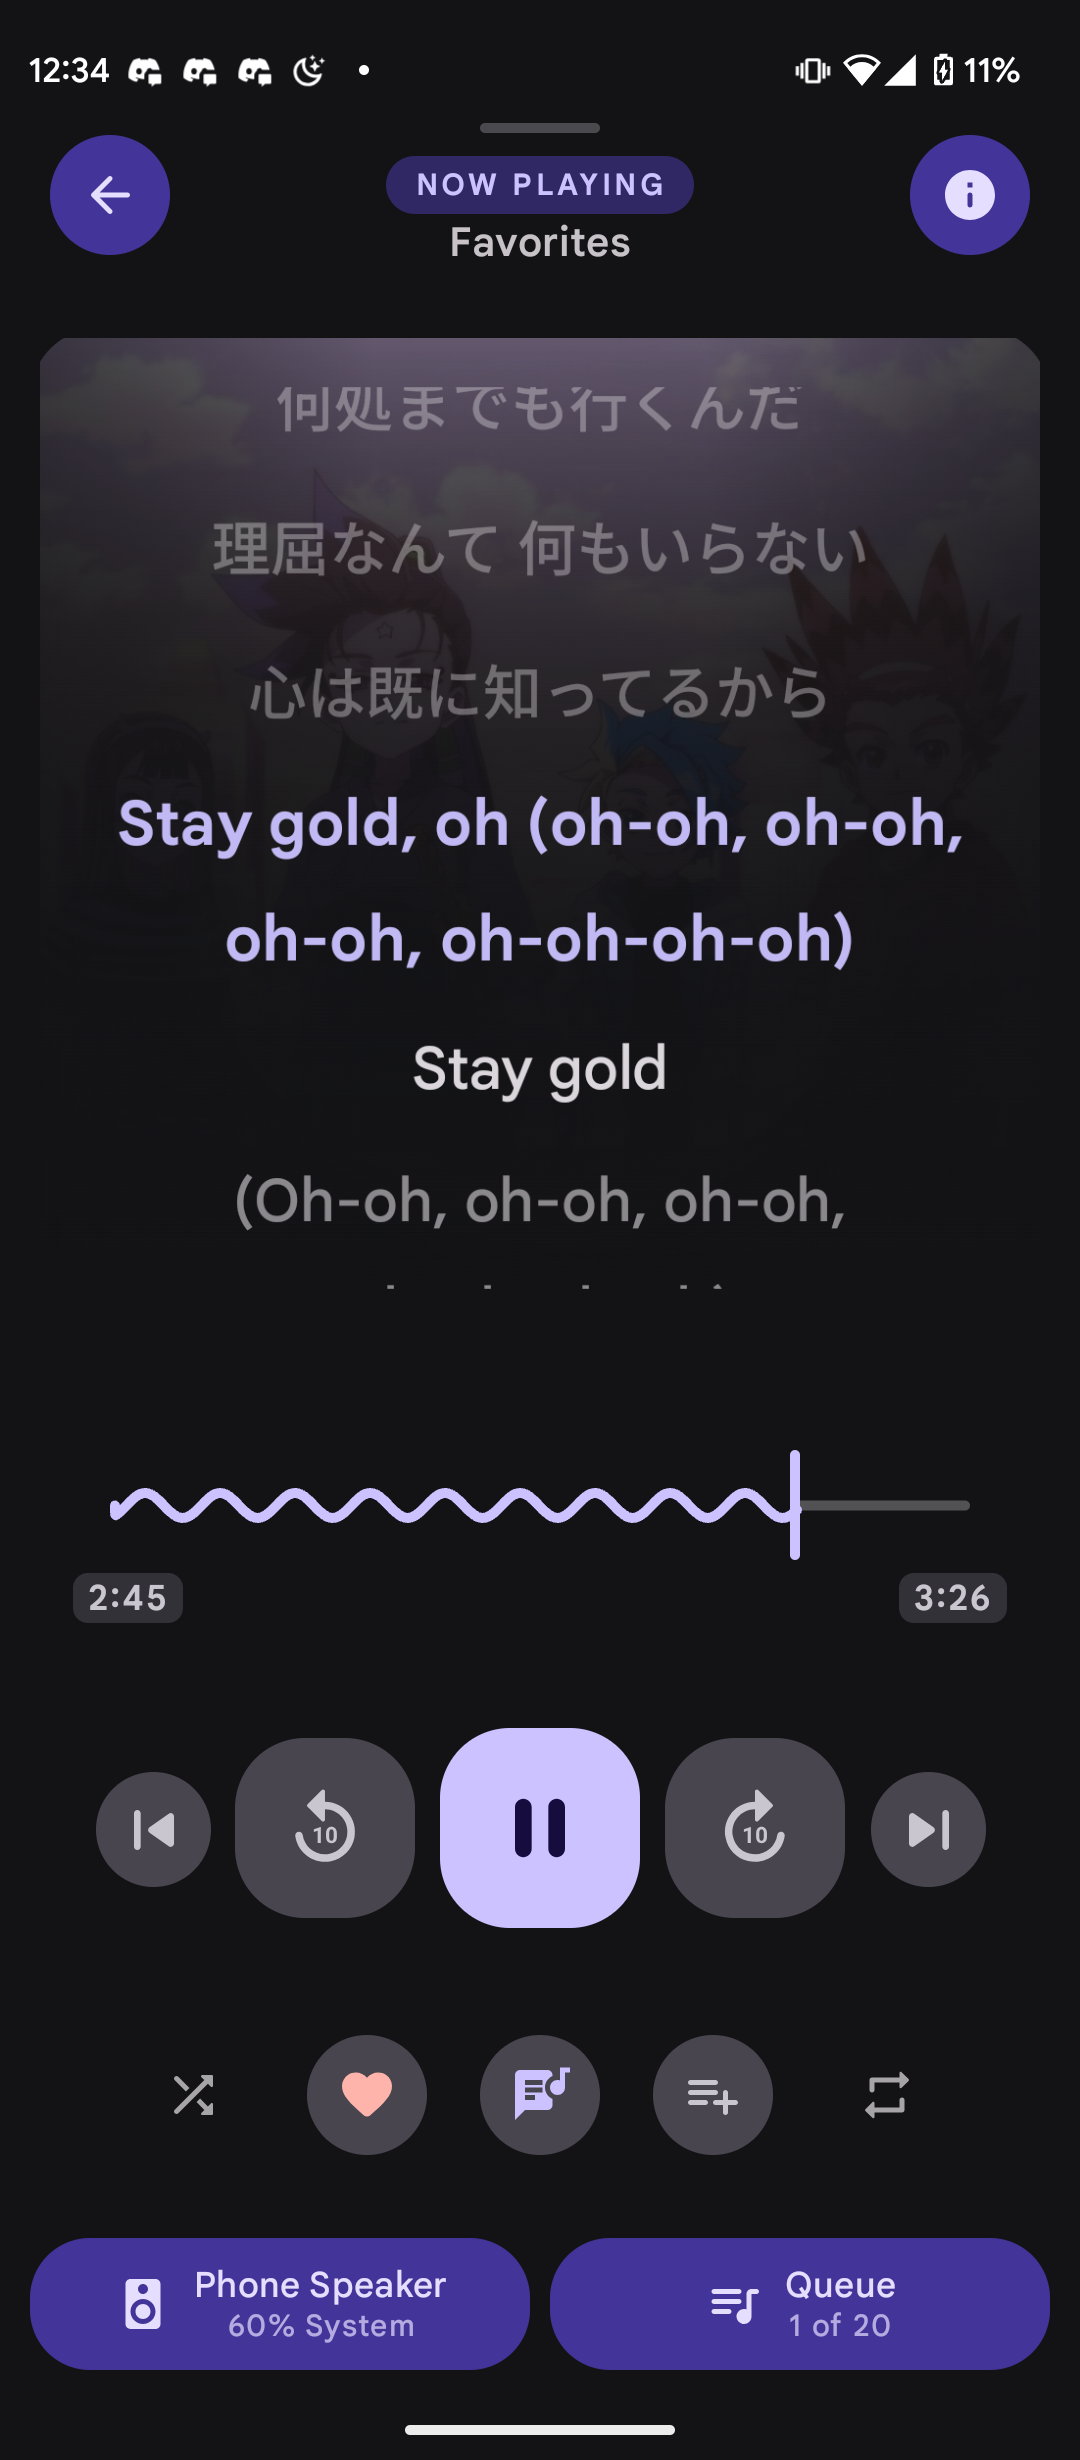 12:34
11%
NOW PLAYING
Favorites
何処までも行くんだ
理屈なんて 何もいらない
心は既に知ってるから
Stay gold, oh (oh-oh, oh-oh,
oh-oh, oh-oh-oh-oh)
Stay gold
(Oh-oh, oh-oh, oh-oh,
2:45
3:26
10
10
Phone Speaker
60% System
Queue
1 of 20